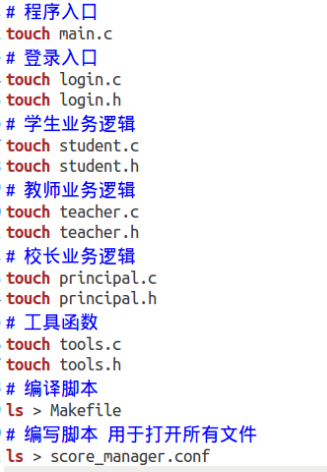 # 程序入口
touch main.c
# 登录入口
touch login.c
touch login.h
# 学生业务逻辑
touch student.c
touch student.h
# 教师业务逻辑
touch teacher.c
touch teacher.h
# 校长业务逻辑
touch principal.c
touch principal.h
# 工具函数
touch tools.c
touch tools.h
# 编译脚本
ls > Makefile
# 编写脚本 用于打开所有文件
ls > score_manager.conf